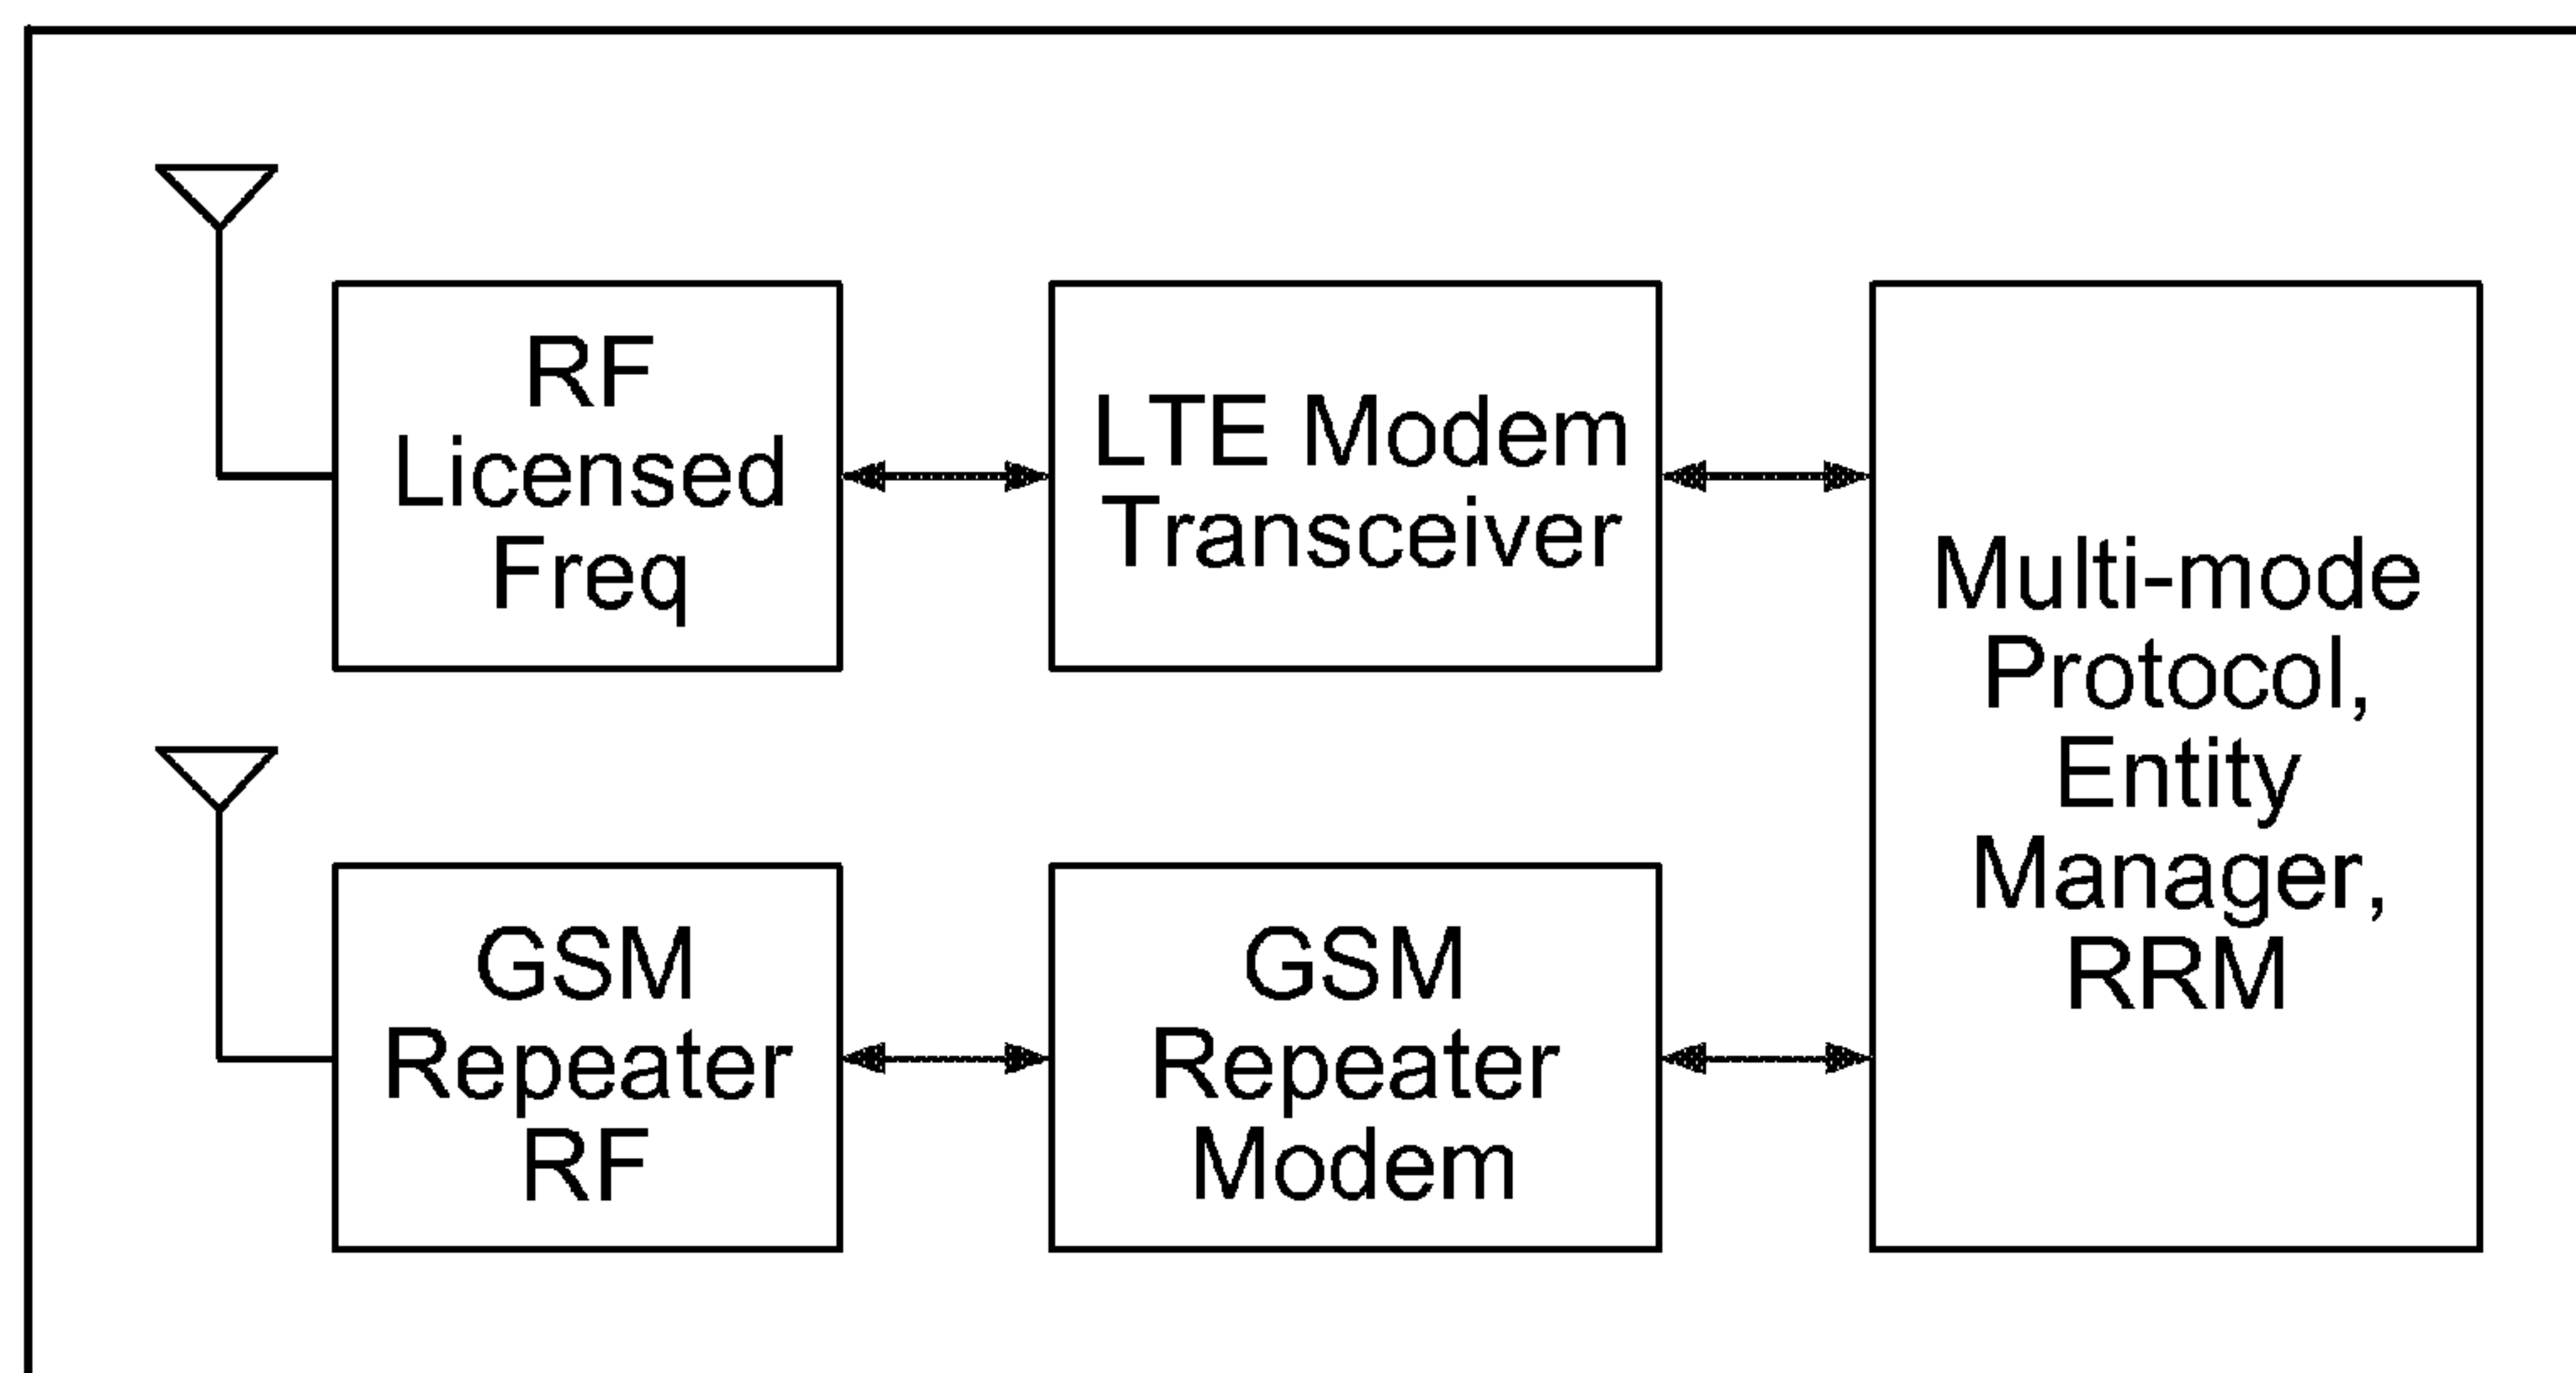 RF
Licensed
Freq
LTE Modem
Transceiver
Multi-mode
Protocol,
Entity
Manager,
RRM
GSM
Repeater
RF
GSM
Repeater
Modem